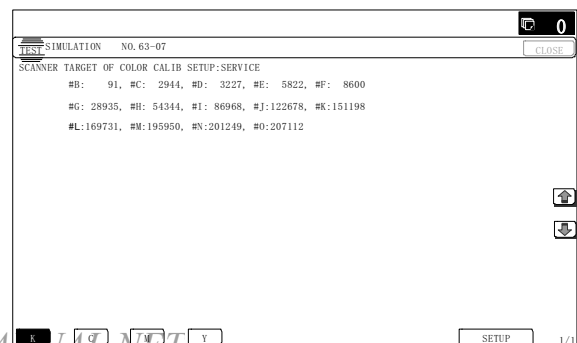 0
TEST SIMULATION NO. 63-07
CLOSE
SCANNER TARGET OF COLOR CALIB SETUP:SERVICE
#B: 91, #C: 2944, #D: 3227, #E: 5822, #F: 8600
#G: 28935, #H: 54344, #I: 86968, #J:122678, #K:151198
#L:169731, #M:195950, #N:201249, #O:207112
K C M Y SETUP 1/1